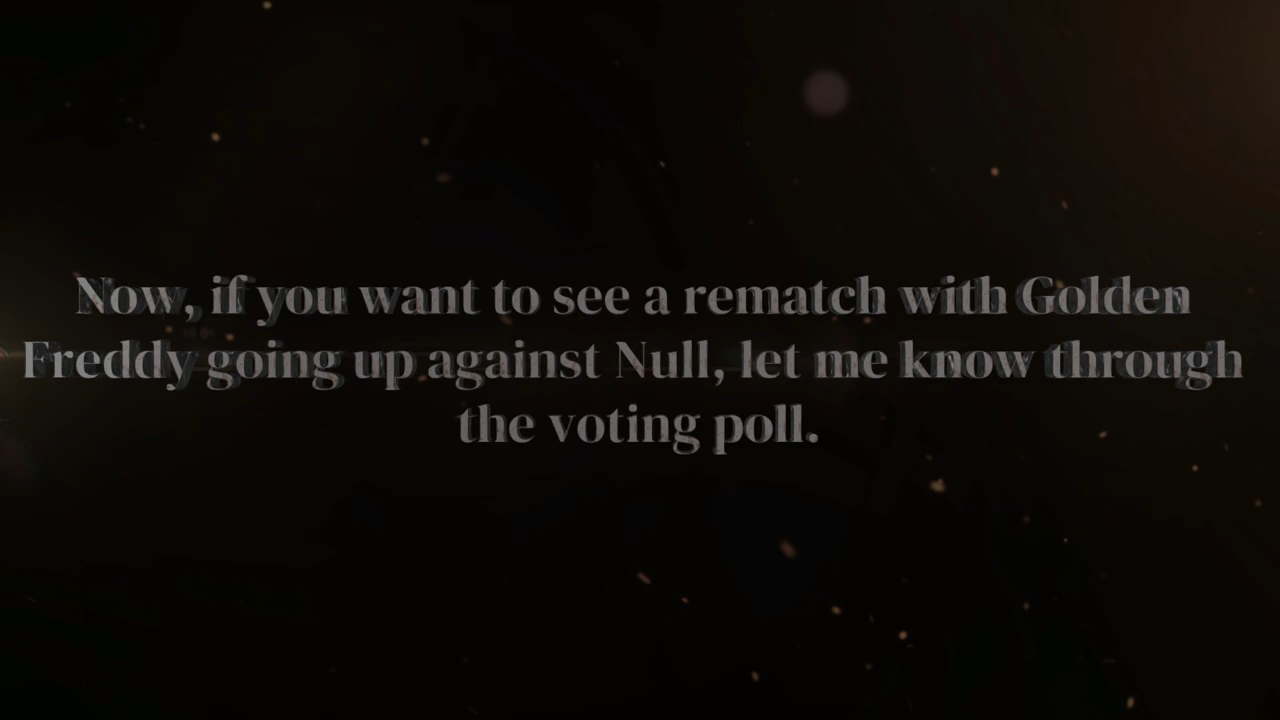 Now, if you want to see a rematch with Golden
Freddy going up against Null, let me know through
the voting poll.